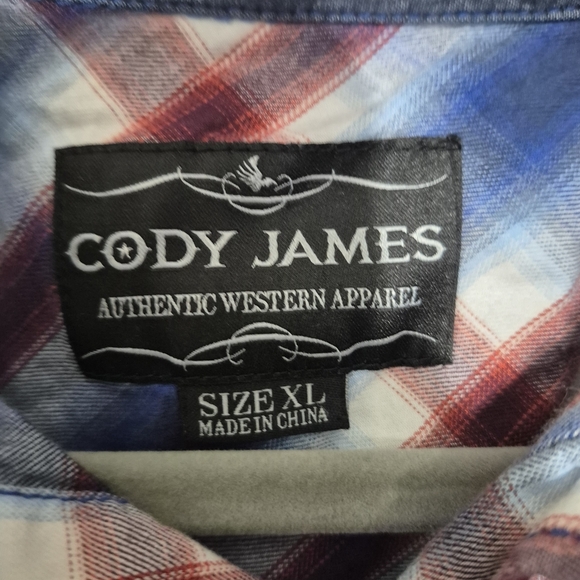 CODY JAMES
AUTHENTIC WESTERN APPAREL
SIZE XL
MADE IN CHINA